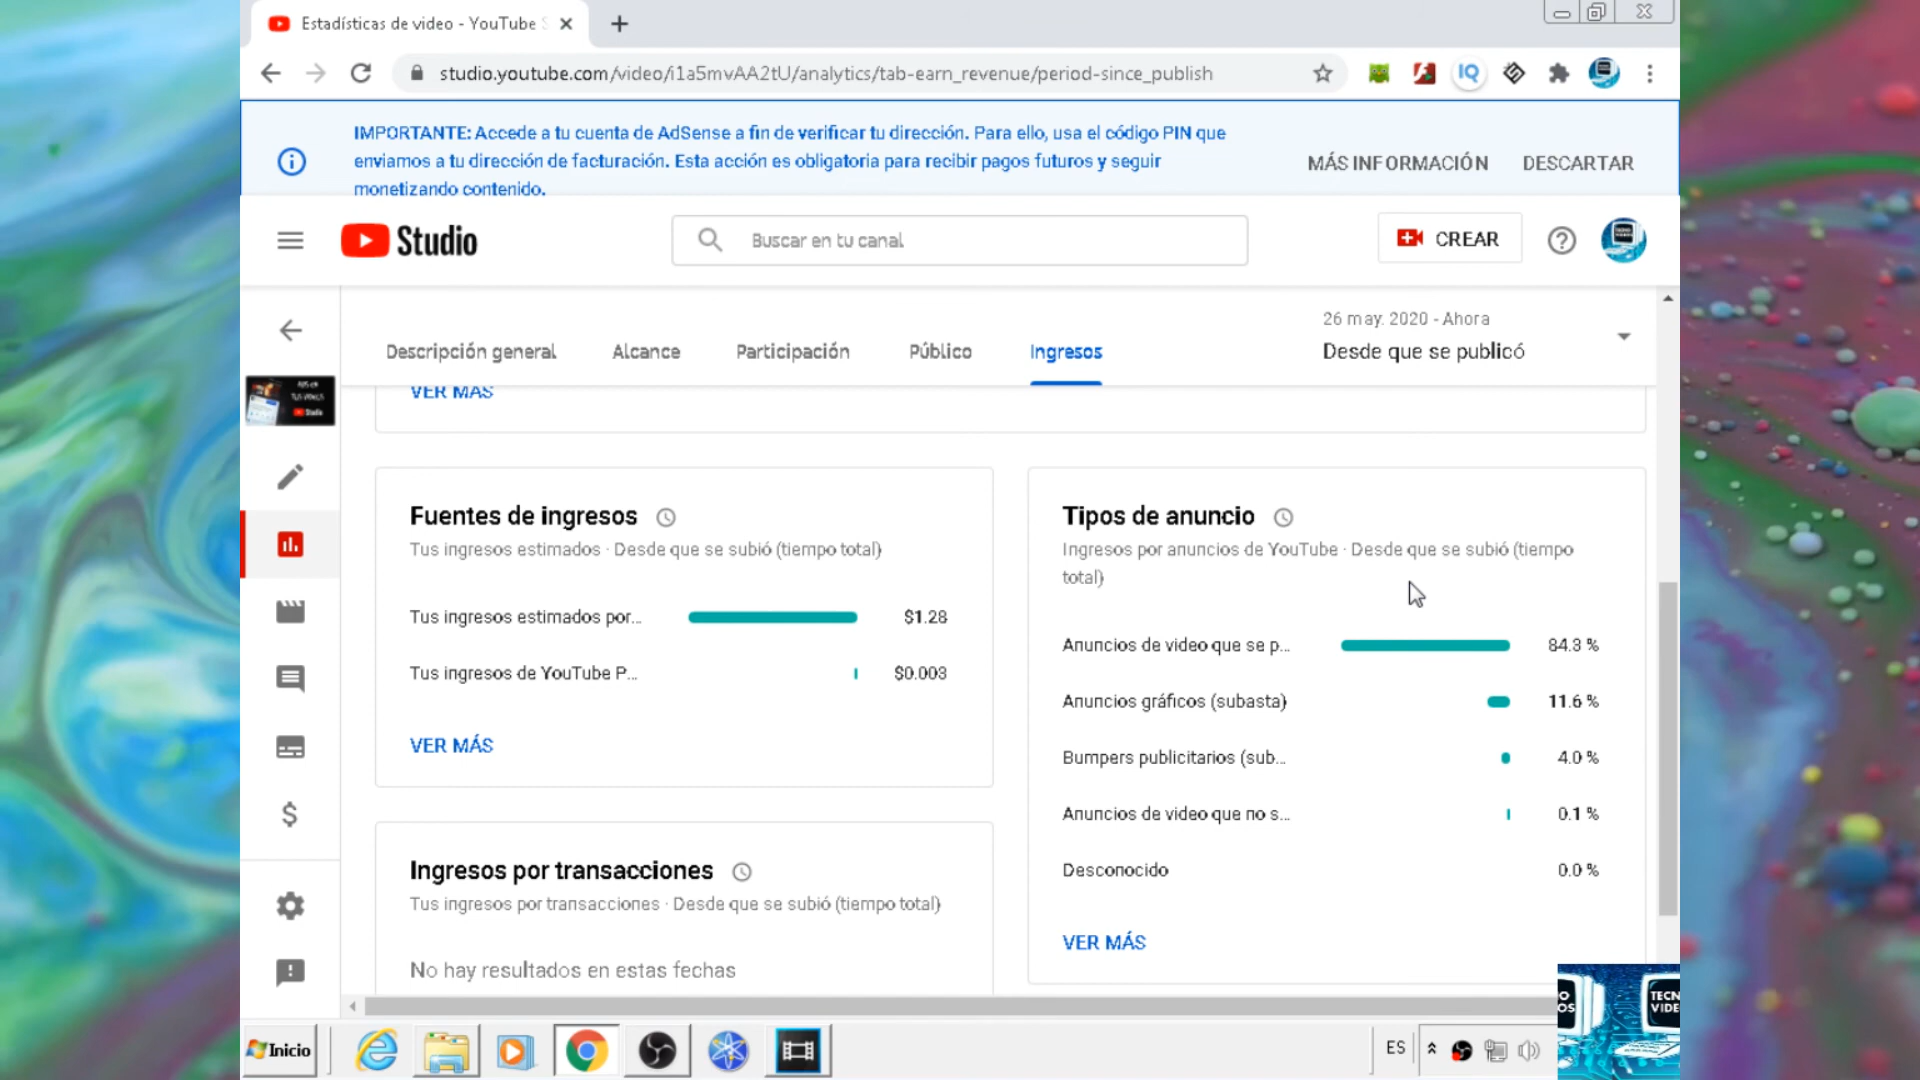 Estadísticas de video - YouTube S
studio.youtube.com/video/i1a5mvAA2tU/analytics/tab-earn_revenue/period-since_publish
IQ
IMPORTANTE: Accede a tu cuenta de AdSense a fin de verificar tu dirección. Para ello, usa el código PIN que
enviamos a tu dirección de facturación. Esta acción es obligatoria para recibir pagos futuros y seguir
monetizando contenido.
MÁS INFORMACIÓN
DESCARTAR
Studio
Buscar en tu canal
CREAR
Descripción general
Alcance
Participación
Público
Ingresos
26 may. 2020 - Ahora
Desde que se publicó
VER MÁS
Fuentes de ingresos
Tus ingresos estimados · Desde que se subió (tiempo total)
Tus ingresos estimados por... $1.28
Tus ingresos de YouTube P... $0.003
VER MÁS
Ingresos por transacciones
Tus ingresos por transacciones · Desde que se subió (tiempo total)
No hay resultados en estas fechas
Tipos de anuncio
Ingresos por anuncios de YouTube · Desde que se subió (tiempo
total)
Anuncios de video que se p... 84.3 %
Anuncios gráficos (subasta) 11.6 %
Bumpers publicitarios (sub... 4.0 %
Anuncios de video que no s... 0.1 %
Desconocido 0.0 %
VER MÁS
Inicio
ES
TECN
VIDE